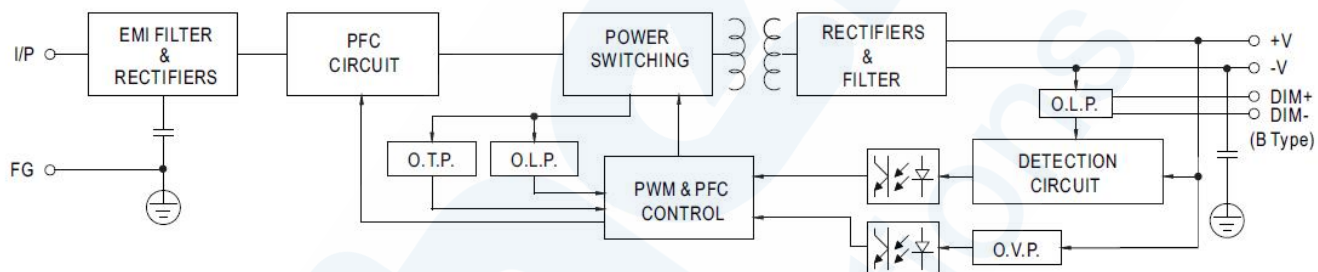 I/P
EMI FILTER
&
RECTIFIERS
PFC
CIRCUIT
POWER
SWITCHING
RECTIFIERS
&
FILTER
+V
-V
DIM+
DIM-
(B Type)
O.L.P.
FG
O.T.P.
O.L.P.
PWM & PFC
CONTROL
DETECTION
CIRCUIT
O.V.P.